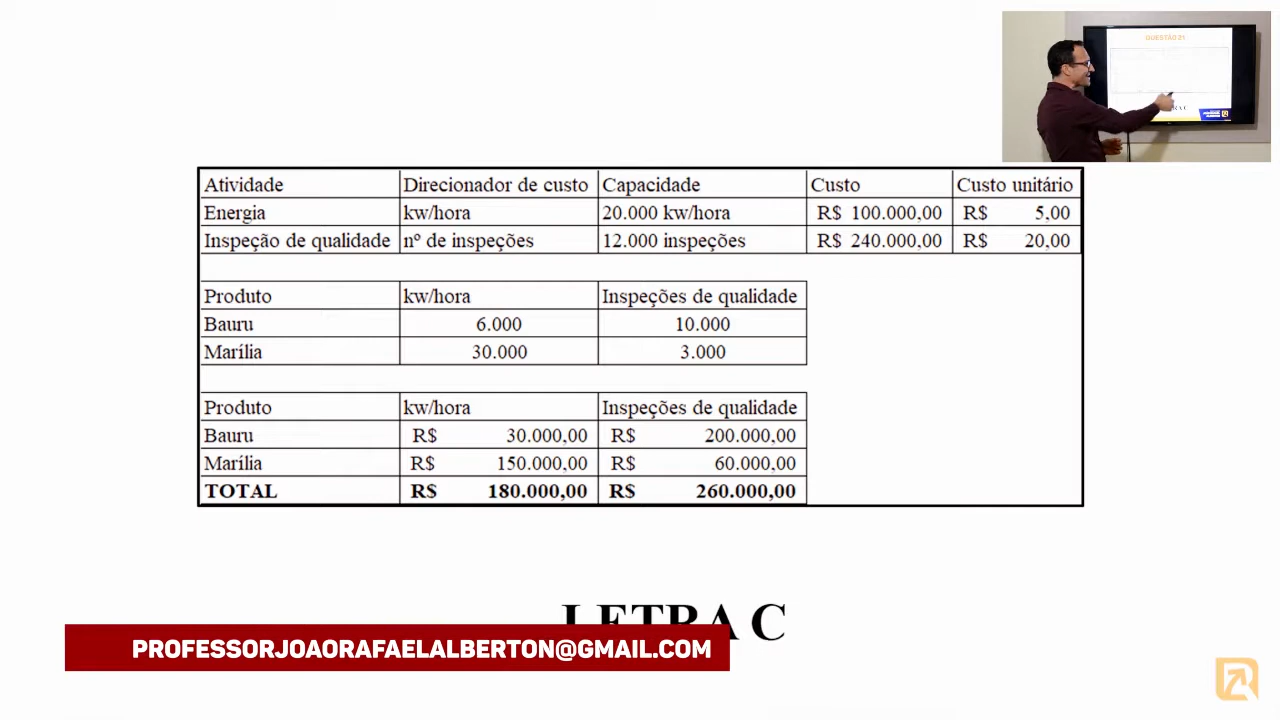 QUESTÃO 21
Atividade Direcionador de custo Capacidade Custo Custo unitário
Energia kw/hora 20.000 kw/hora R$ 100.000,00 R$ 5,00
Inspeção de qualidade nº de inspeções 12.000 inspeções R$ 240.000,00 R$ 20,00
Produto kw/hora Inspeções de qualidade
Bauru 6.000 10.000
Marília 30.000 3.000
Produto kw/hora Inspeções de qualidade
Bauru R$ 30.000,00 R$ 200.000,00
Marília R$ 150.000,00 R$ 60.000,00
TOTAL R$ 180.000,00 R$ 260.000,00
LETRA C
PROFESSORJOAORAFAELALBERTON@GMAIL.COM